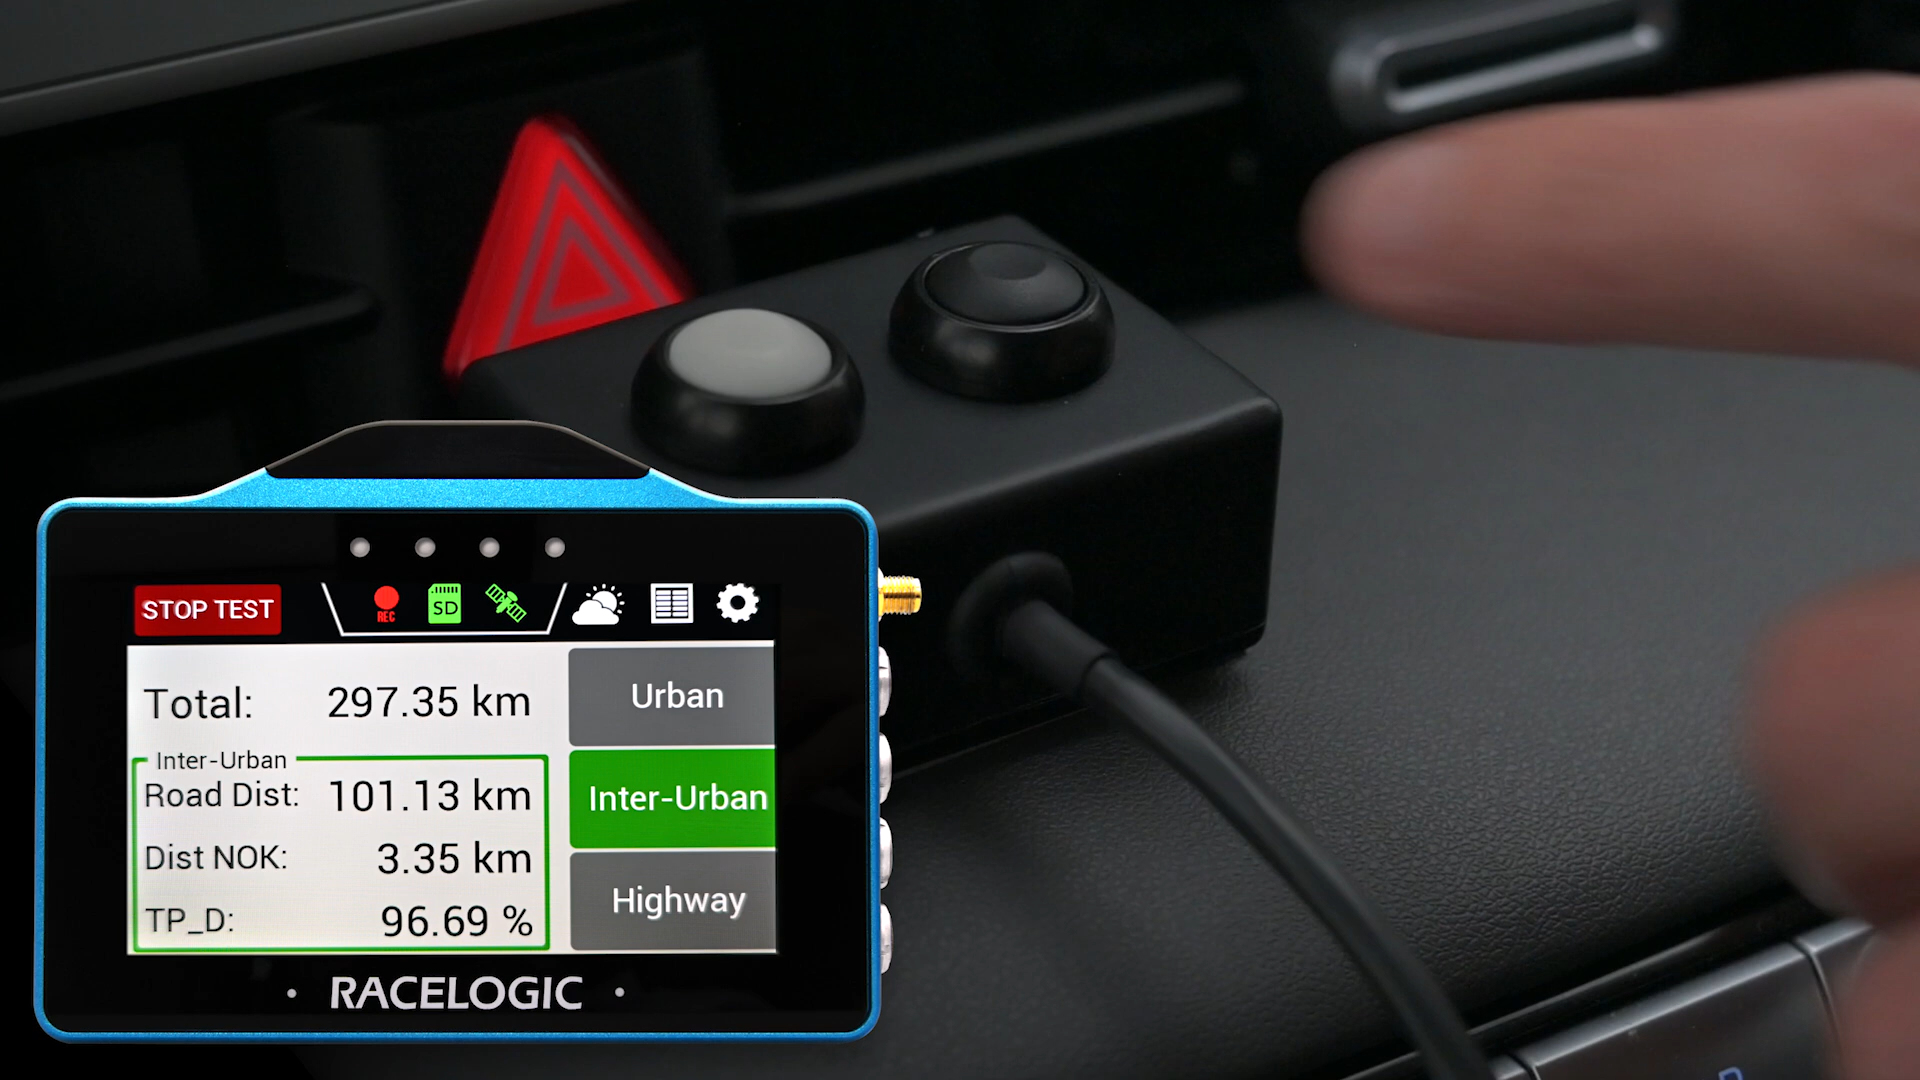 STOP TEST
REC
SD
Total: 297.35 km
Inter-Urban
Road Dist: 101.13 km
Dist NOK: 3.35 km
TP_D: 96.69 %
Urban
Inter-Urban
Highway
RACELOGIC